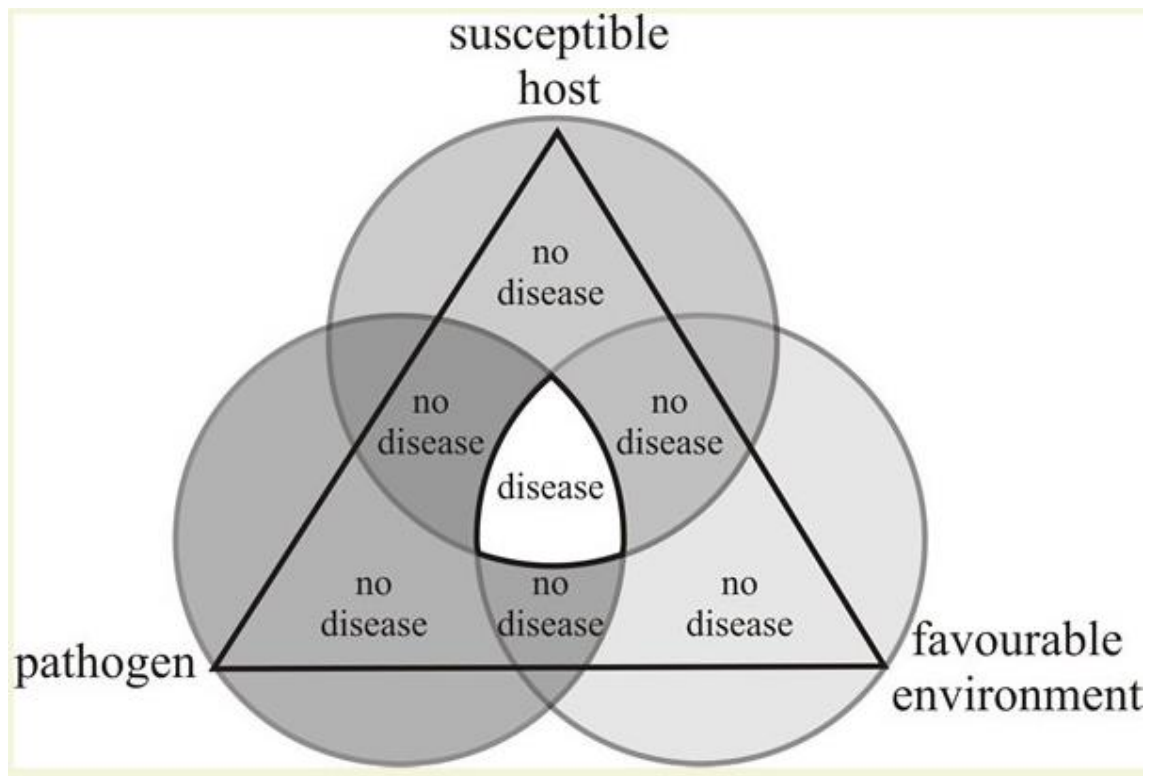 susceptible
host
no
disease
no
disease
no
disease
disease
no
disease
no
disease
no
disease
pathogen
favourable
environment